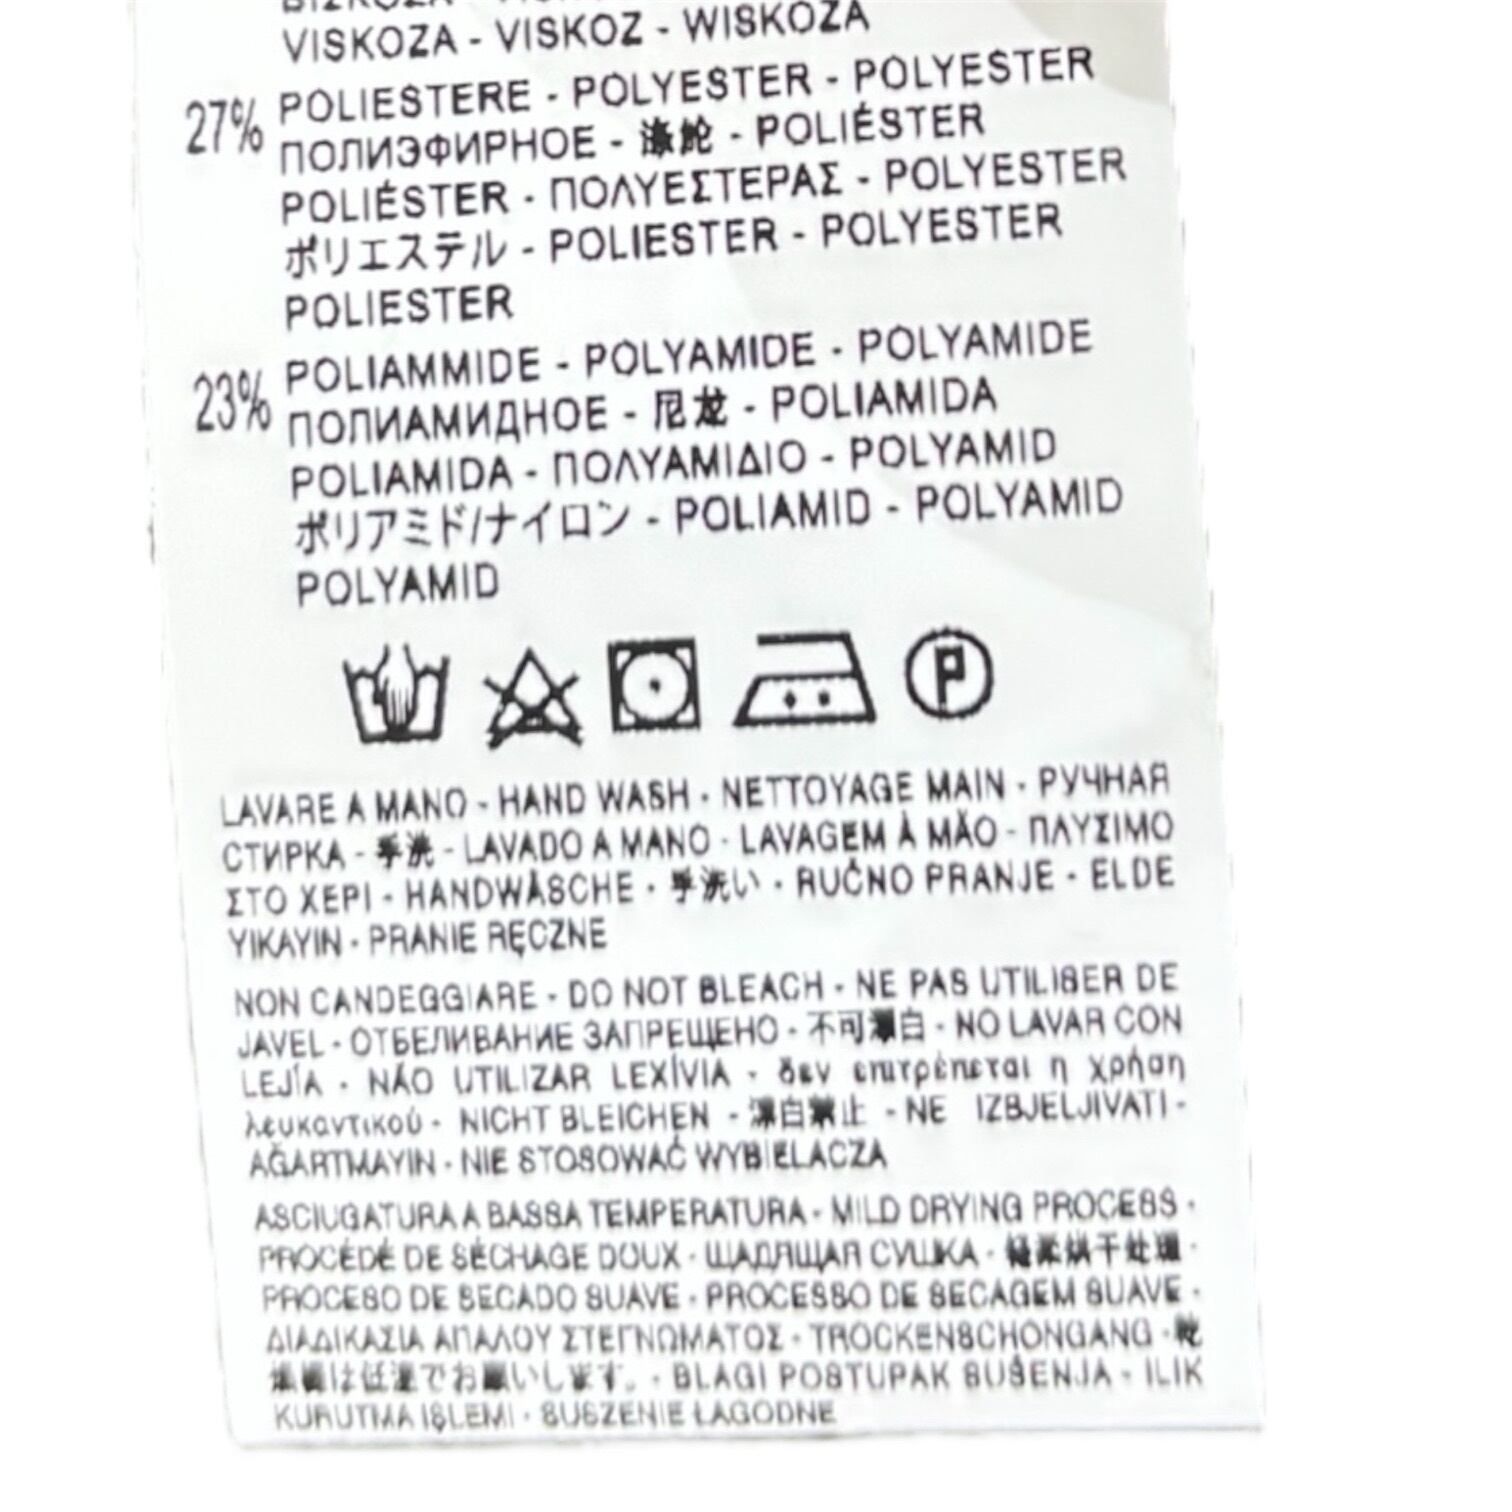 VISKOZA - VISKOZ - WISKOZA
27% POLIESTERE - POLYESTER - POLYESTER
ПОЛИЭФИРНОЕ - 涤纶 - POLIÉSTER
POLIÉSTER - ΠΟΛΥΕΣΤΕΡΑΣ - POLYESTER
ポリエステル - POLIESTER - POLYESTER
POLIESTER
23% POLIAMMIDE - POLYAMIDE - POLYAMIDE
ПОЛИАМИДНОЕ - 尼龙 - POLIAMIDA
POLIAMIDA - ΠΟΛΥΑΜΙΔΙΟ - POLYAMID
ポリアミド/ナイロン - POLIAMID - POLYAMID
POLYAMID
P
LAVARE A MANO - HAND WASH - NETTOYAGE MAIN - РУЧНАЯ
СТИРКА - 手洗 - LAVADO A MANO - LAVAGEM À MÃO - ΠΛΥΣΙΜΟ
ΣΤΟ ΧΕΡΙ - HANDWÄSCHE - 手洗い - RUČNO PRANJE - ELDE
YIKAYIN - PRANIE RĘCZNE
NON CANDEGGIARE - DO NOT BLEACH - NE PAS UTILISER DE
JAVEL - ОТБЕЛИВАНИЕ ЗАПРЕЩЕНО - 不可漂白 - NO LAVAR CON
LEJÍA - NÃO UTILIZAR LEXÍVIA - δεν επιτρέπεται η χρήση
λευκαντικού - NICHT BLEICHEN - 漂白禁止 - NE IZBJELJIVATI -
AĞARTMAYIN - NIE STOSOWAĆ WYBIELACZA
ASCIUGATURA A BASSA TEMPERATURA - MILD DRYING PROCESS -
PROCÉDÉ DE SÉCHAGE DOUX - ЩАДЯЩАЯ СУШКА - 轻柔烘干处理 -
PROCESO DE SECADO SUAVE - PROCESSO DE SECAGEM SUAVE -
ΔΙΑΔΙΚΑΣΙΑ ΑΠΑΛΟΥ ΣΤΕΓΝΩΜΑΤΟΣ - TROCKENSCHONGANG - 乾
燥機は低温でお願いします。 - BLAGI POSTUPAK SUŠENJA - ILIK
KURUTMA IŞLEMI - SUSZENIE ŁAGODNE